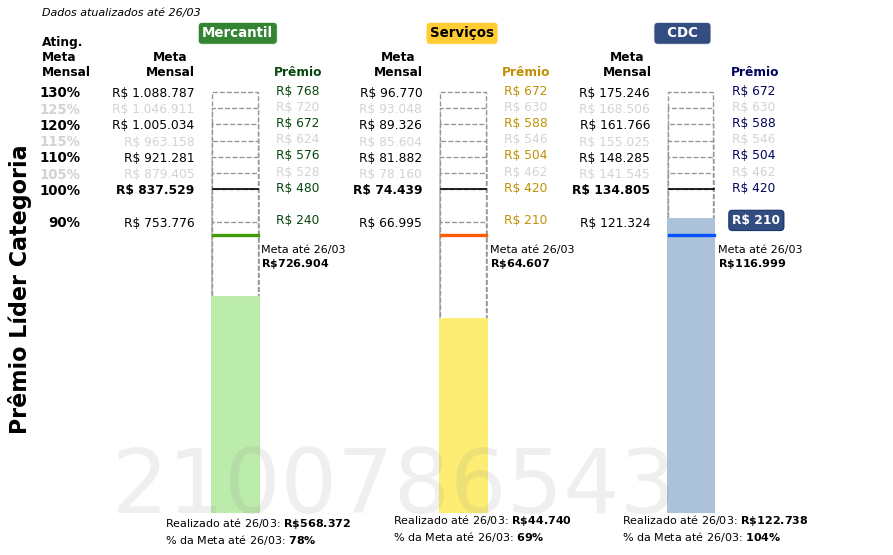 Dados atualizados até 26/03
Mercantil Serviços CDC
Ating. Meta Mensal
Meta Mensal Prêmio Meta Mensal Prêmio Meta Mensal Prêmio
130% R$ 1.088.787 R$ 768 R$ 96.770 R$ 672 R$ 175.246 R$ 672
125% R$ 1.046.911 R$ 720 R$ 93.048 R$ 630 R$ 168.506 R$ 630
120% R$ 1.005.034 R$ 672 R$ 89.326 R$ 588 R$ 161.766 R$ 588
115% R$ 963.158 R$ 624 R$ 85.604 R$ 546 R$ 155.025 R$ 546
110% R$ 921.281 R$ 576 R$ 81.882 R$ 504 R$ 148.285 R$ 504
105% R$ 879.405 R$ 528 R$ 78.160 R$ 462 R$ 141.545 R$ 462
100% R$ 837.529 R$ 480 R$ 74.439 R$ 420 R$ 134.805 R$ 420
90% R$ 753.776 R$ 240 R$ 66.995 R$ 210 R$ 121.324 R$ 210
Meta até 26/03 Meta até 26/03 Meta até 26/03
R$726.904 R$64.607 R$116.999
Prêmio Líder Categoria
2100786543
Realizado até 26/03: R$568.372 Realizado até 26/03: R$44.740 Realizado até 26/03: R$122.738
% da Meta até 26/03: 78% % da Meta até 26/03: 69% % da Meta até 26/03: 104%